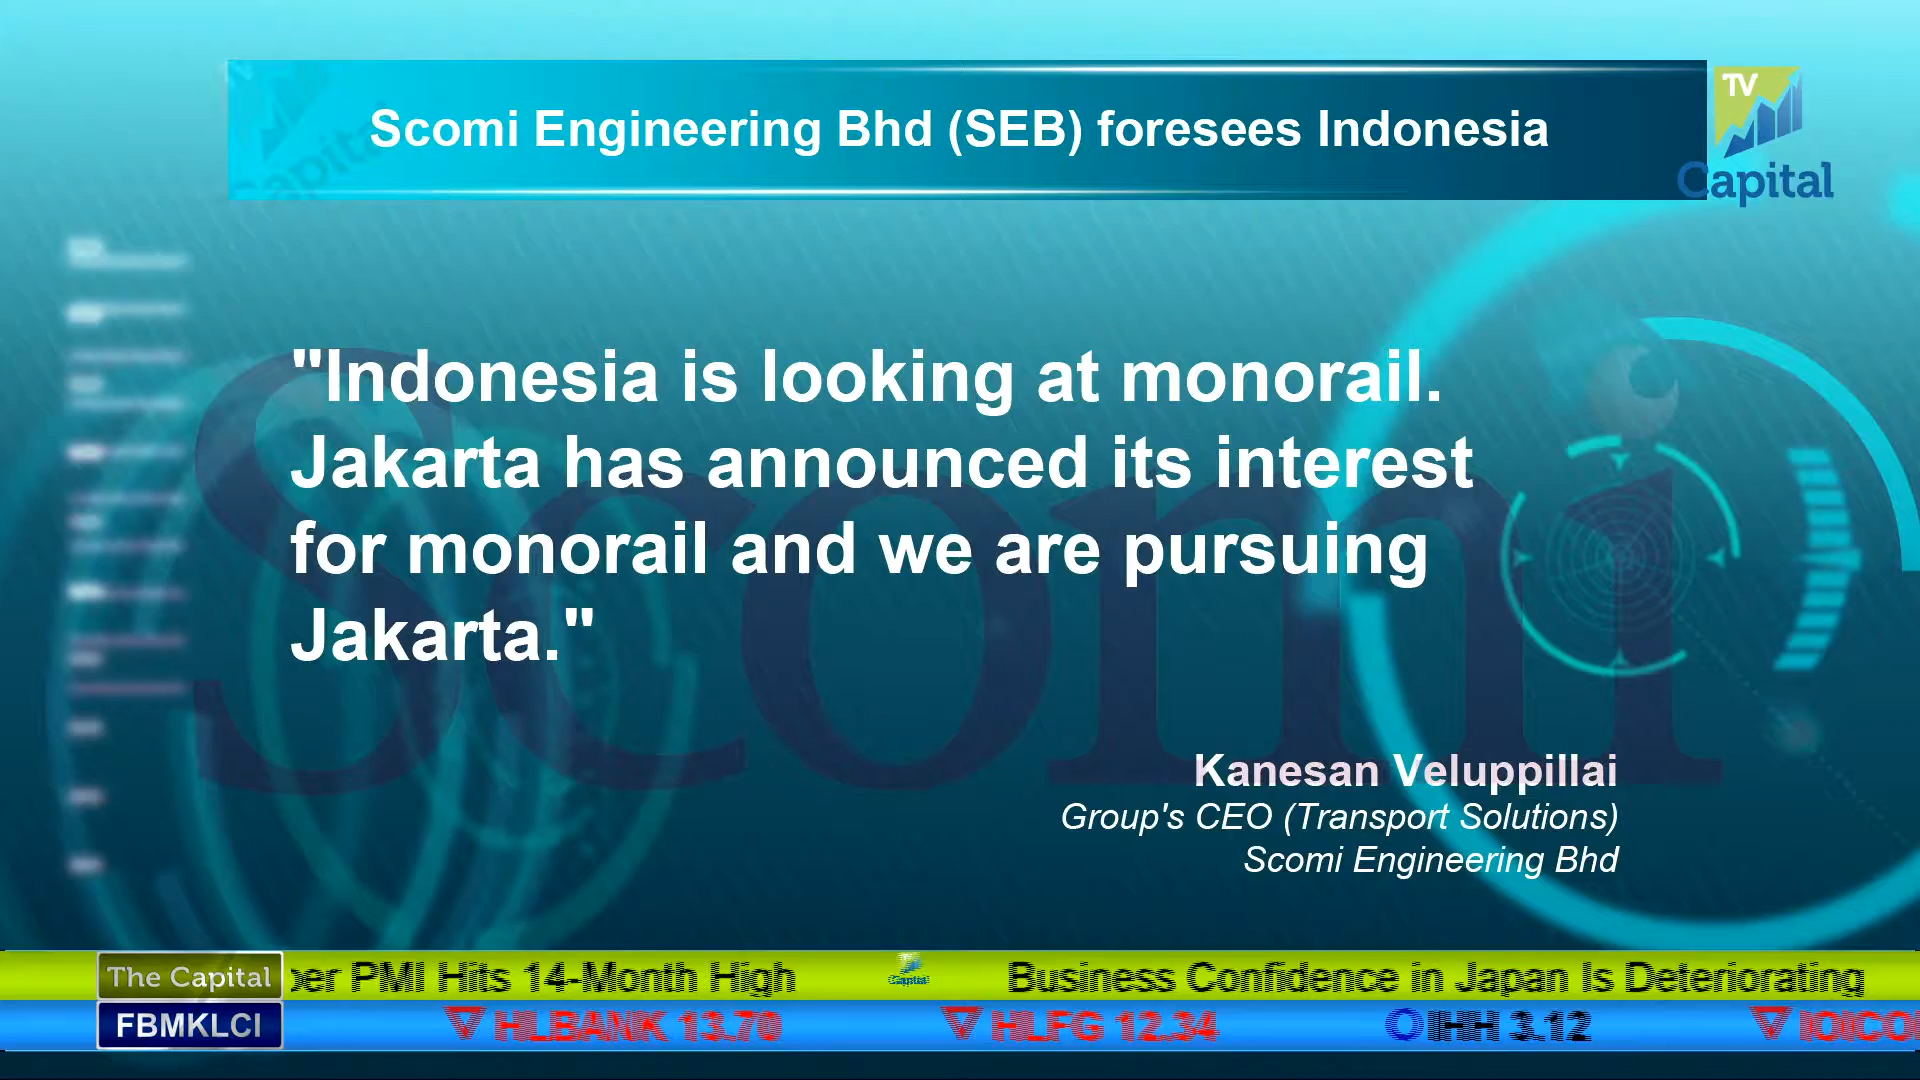 Scomi Engineering Bhd (SEB) foresees Indonesia
TV
Capital
"Indonesia is looking at monorail.
Jakarta has announced its interest
for monorail and we are pursuing
Jakarta."
Scomi
Kanesan Veluppillai
Group's CEO (Transport Solutions)
Scomi Engineering Bhd
The Capital
PMI Hits 14-Month High
Capital
Business Confidence in Japan Is Deteriorating
FBMKLCI
HLBANK 13.70
HLFG 12.34
IHH 3.12